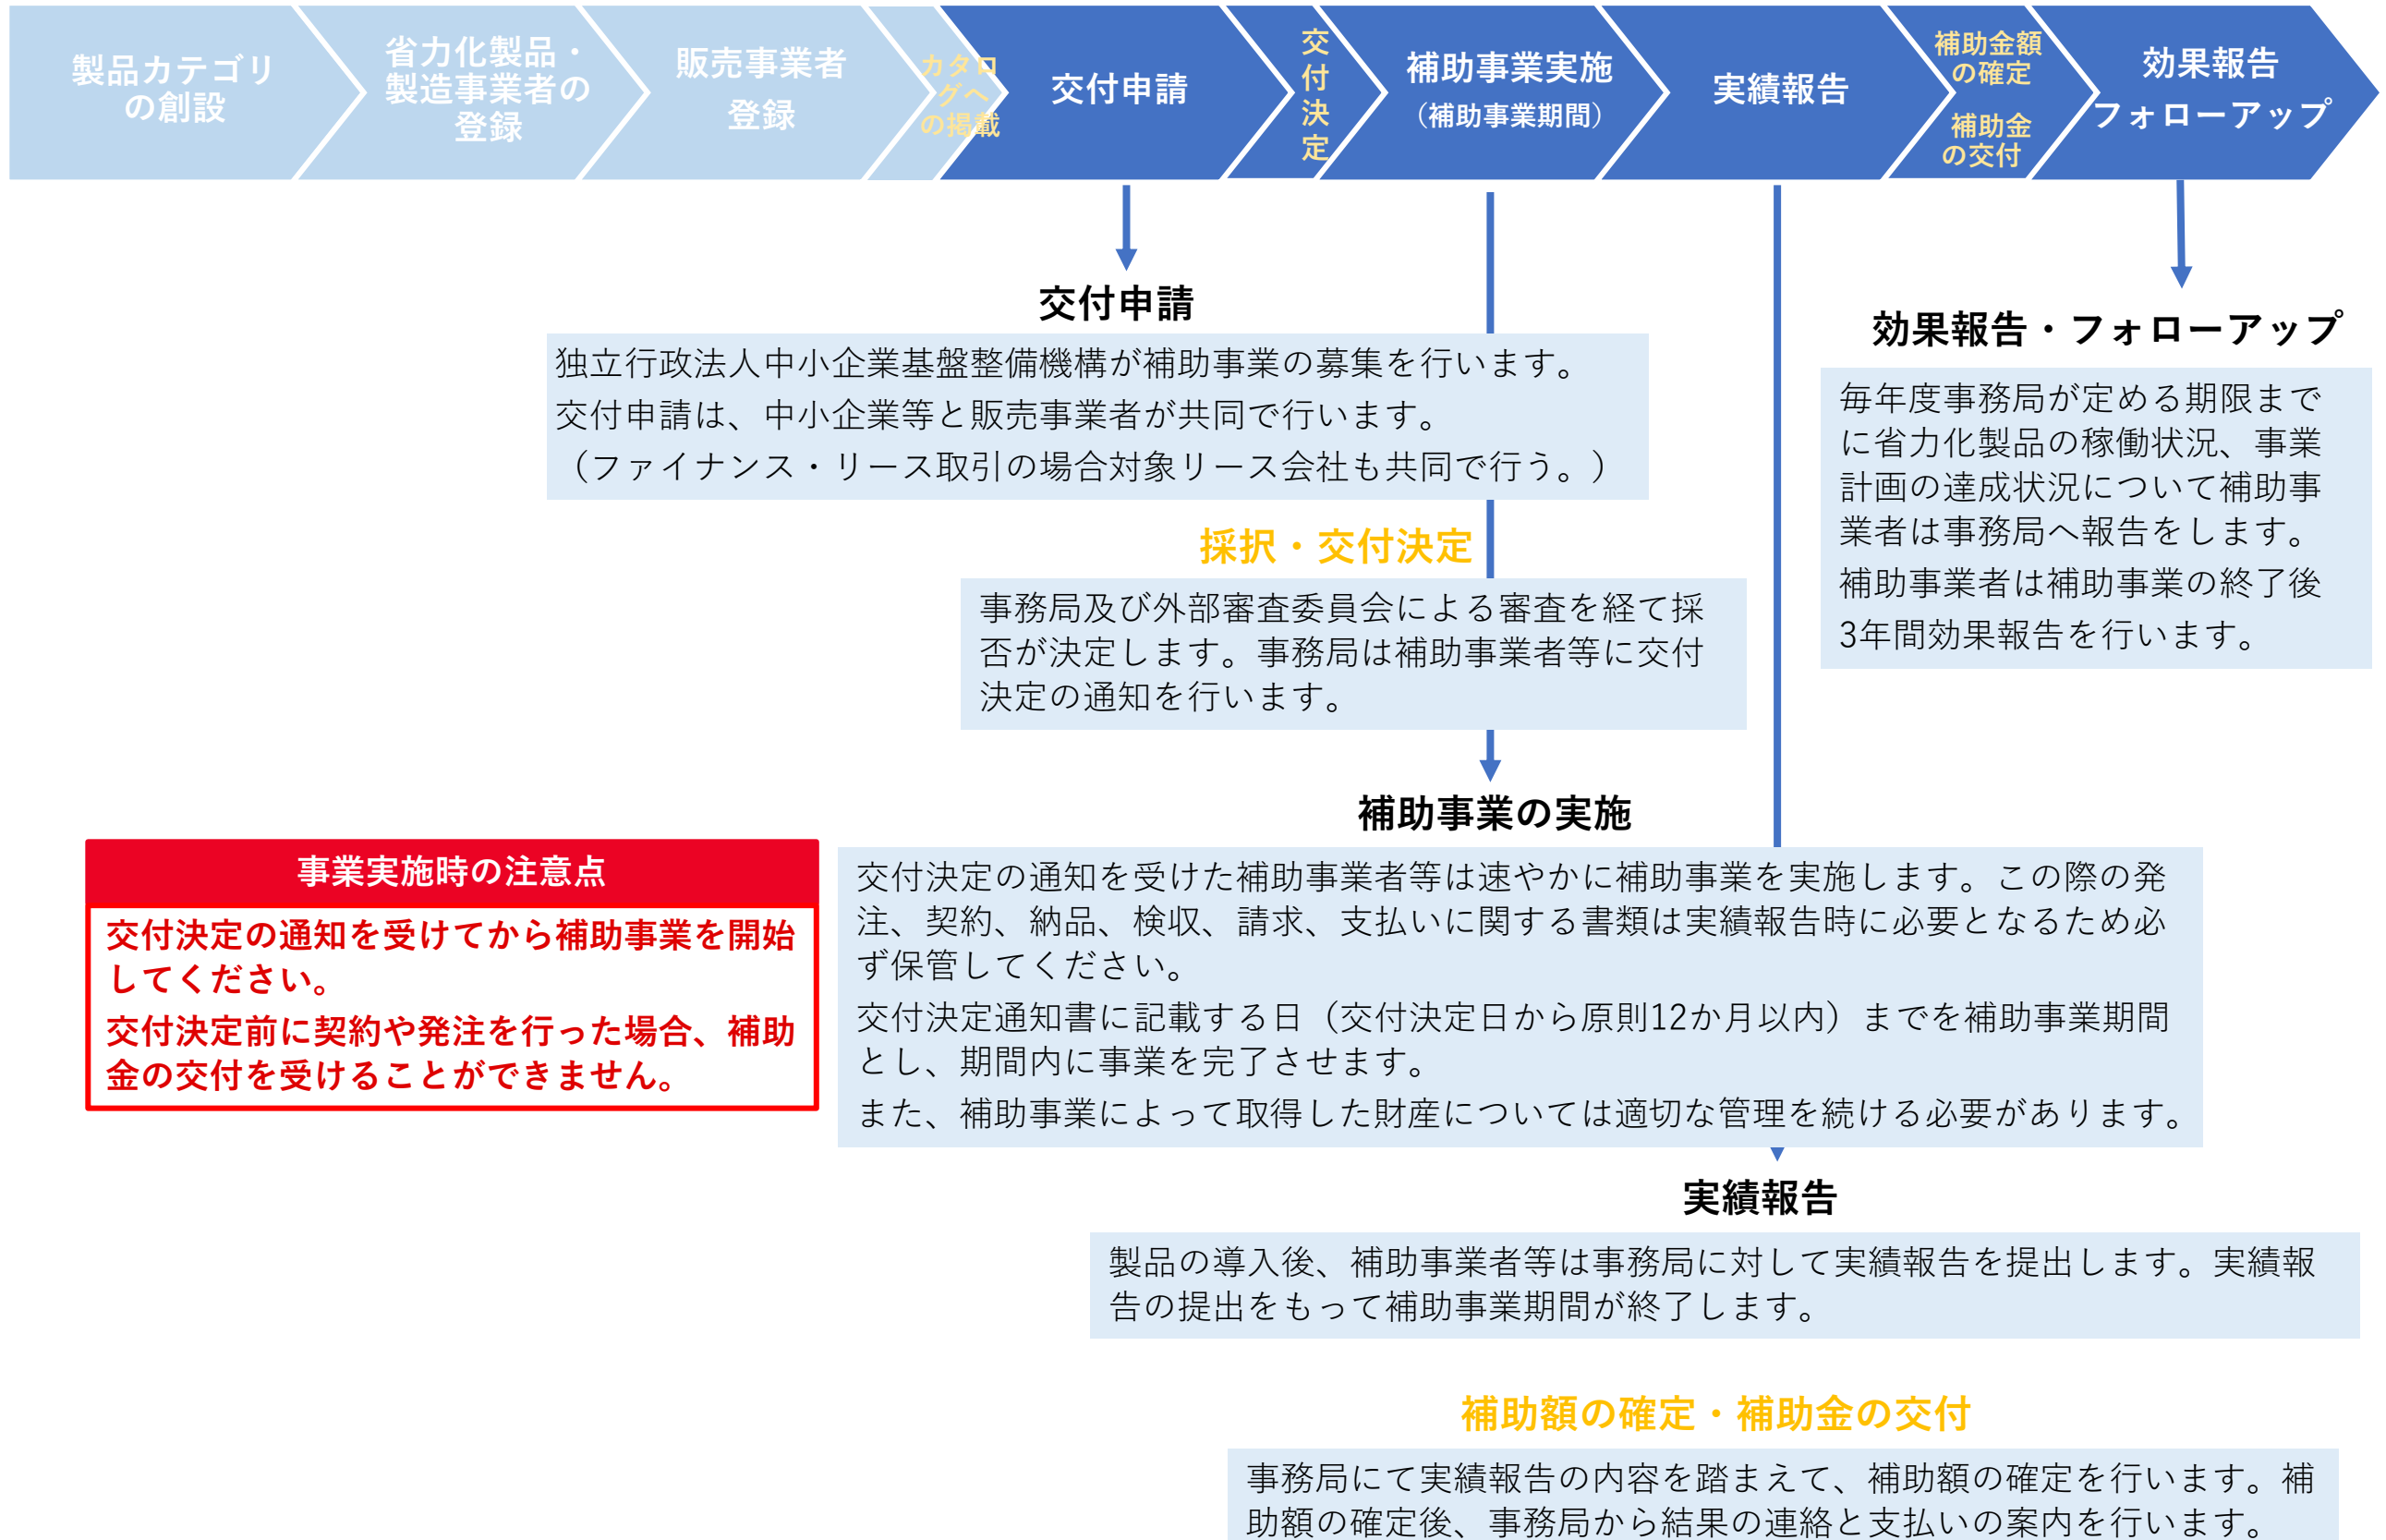 製品カテゴリ
の創設
省力化製品・
製造事業者の
登録
販売事業者
登録
カタロ
グへ
の掲載
交付申請
交
付
決
定
補助事業実施
（補助事業期間）
実績報告
補助金額
の確定
補助金
の交付
効果報告
フォローアップ
交付申請
独立行政法人中小企業基盤整備機構が補助事業の募集を行います。
交付申請は、中小企業等と販売事業者が共同で行います。
（ファイナンス・リース取引の場合対象リース会社も共同で行う。）
効果報告・フォローアップ
毎年度事務局が定める期限まで
に省力化製品の稼働状況、事業
計画の達成状況について補助事
業者は事務局へ報告をします。
補助事業者は補助事業の終了後
3年間効果報告を行います。
採択・交付決定
事務局及び外部審査委員会による審査を経て採
否が決定します。事務局は補助事業者等に交付
決定の通知を行います。
補助事業の実施
交付決定の通知を受けた補助事業者等は速やかに補助事業を実施します。この際の発
注、契約、納品、検収、請求、支払いに関する書類は実績報告時に必要となるため必
ず保管してください。
交付決定通知書に記載する日（交付決定日から原則12か月以内）までを補助事業期間
とし、期間内に事業を完了させます。
また、補助事業によって取得した財産については適切な管理を続ける必要があります。
事業実施時の注意点
交付決定の通知を受けてから補助事業を開始
してください。
交付決定前に契約や発注を行った場合、補助
金の交付を受けることができません。
実績報告
製品の導入後、補助事業者等は事務局に対して実績報告を提出します。実績報
告の提出をもって補助事業期間が終了します。
補助額の確定・補助金の交付
事務局にて実績報告の内容を踏まえて、補助額の確定を行います。補
助額の確定後、事務局から結果の連絡と支払いの案内を行います。